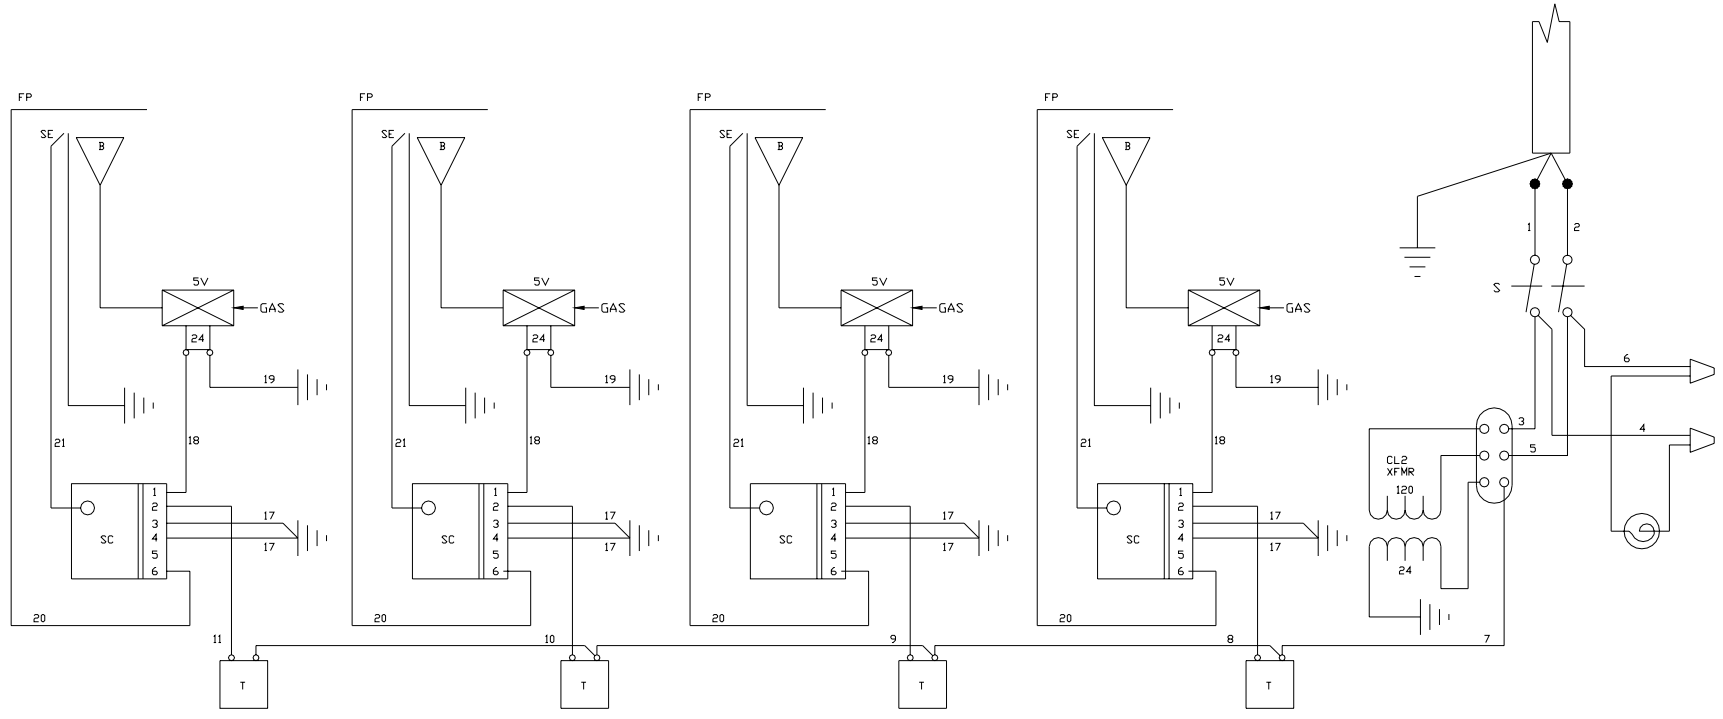 FP FP FP FP
SE B SE B SE B SE B
1 2
5V 5V 5V 5V
S
GAS GAS GAS GAS
24 24 24 24
6
19 19 19 19
3 4
21 18 21 18 21 18 21 18
5
CL2
XFMR
120
1 1 1 1
2 2 2 2
17 17 17 17
3 3 3 3
SC 4 SC 4 SC 4 SC 4
17 17 17 17
5 5 5 5
6 6 6 6
24
20 20 20 20
11 10 9 8 7
T T T T